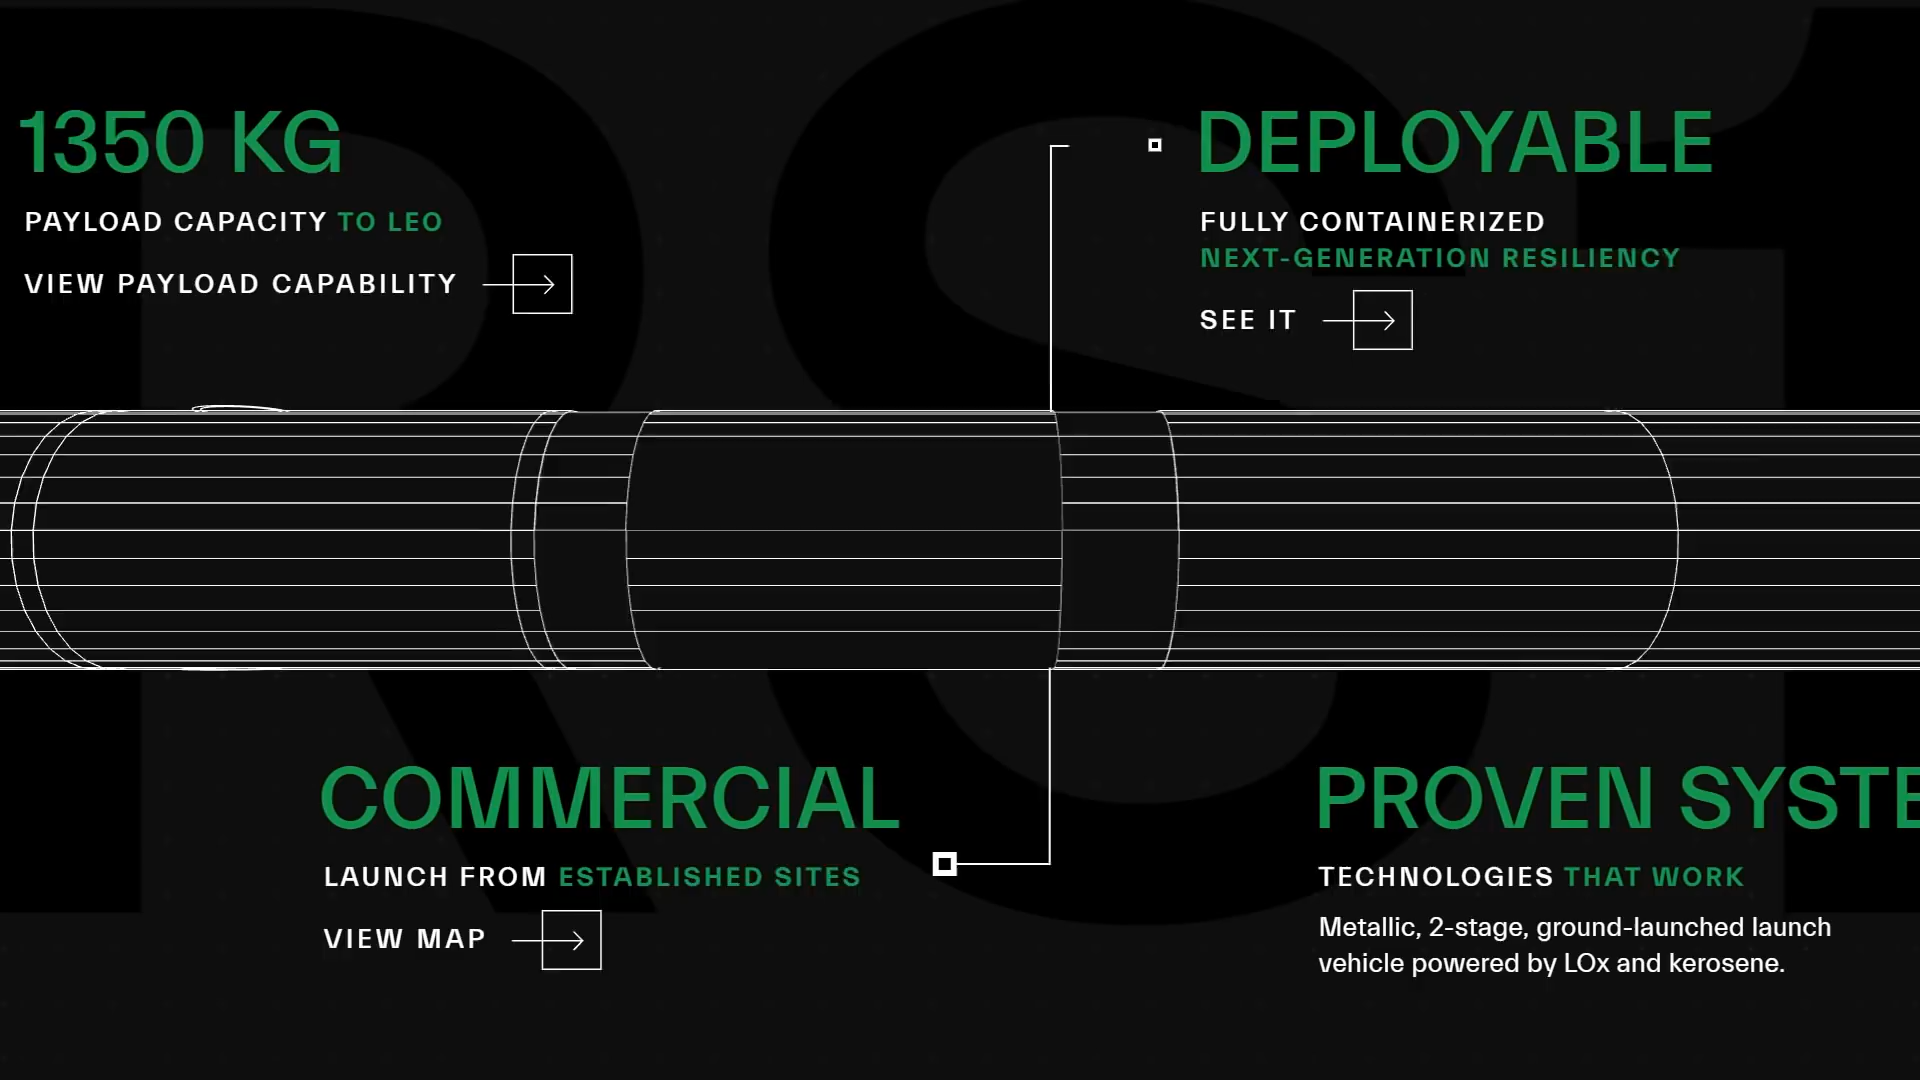 1350 KG
PAYLOAD CAPACITY TO LEO
VIEW PAYLOAD CAPABILITY
DEPLOYABLE
FULLY CONTAINERIZED
NEXT-GENERATION RESILIENCY
SEE IT
COMMERCIAL
LAUNCH FROM ESTABLISHED SITES
VIEW MAP
PROVEN SYSTE
TECHNOLOGIES THAT WORK
Metallic, 2-stage, ground-launched launch
vehicle powered by LOx and kerosene.
RS1